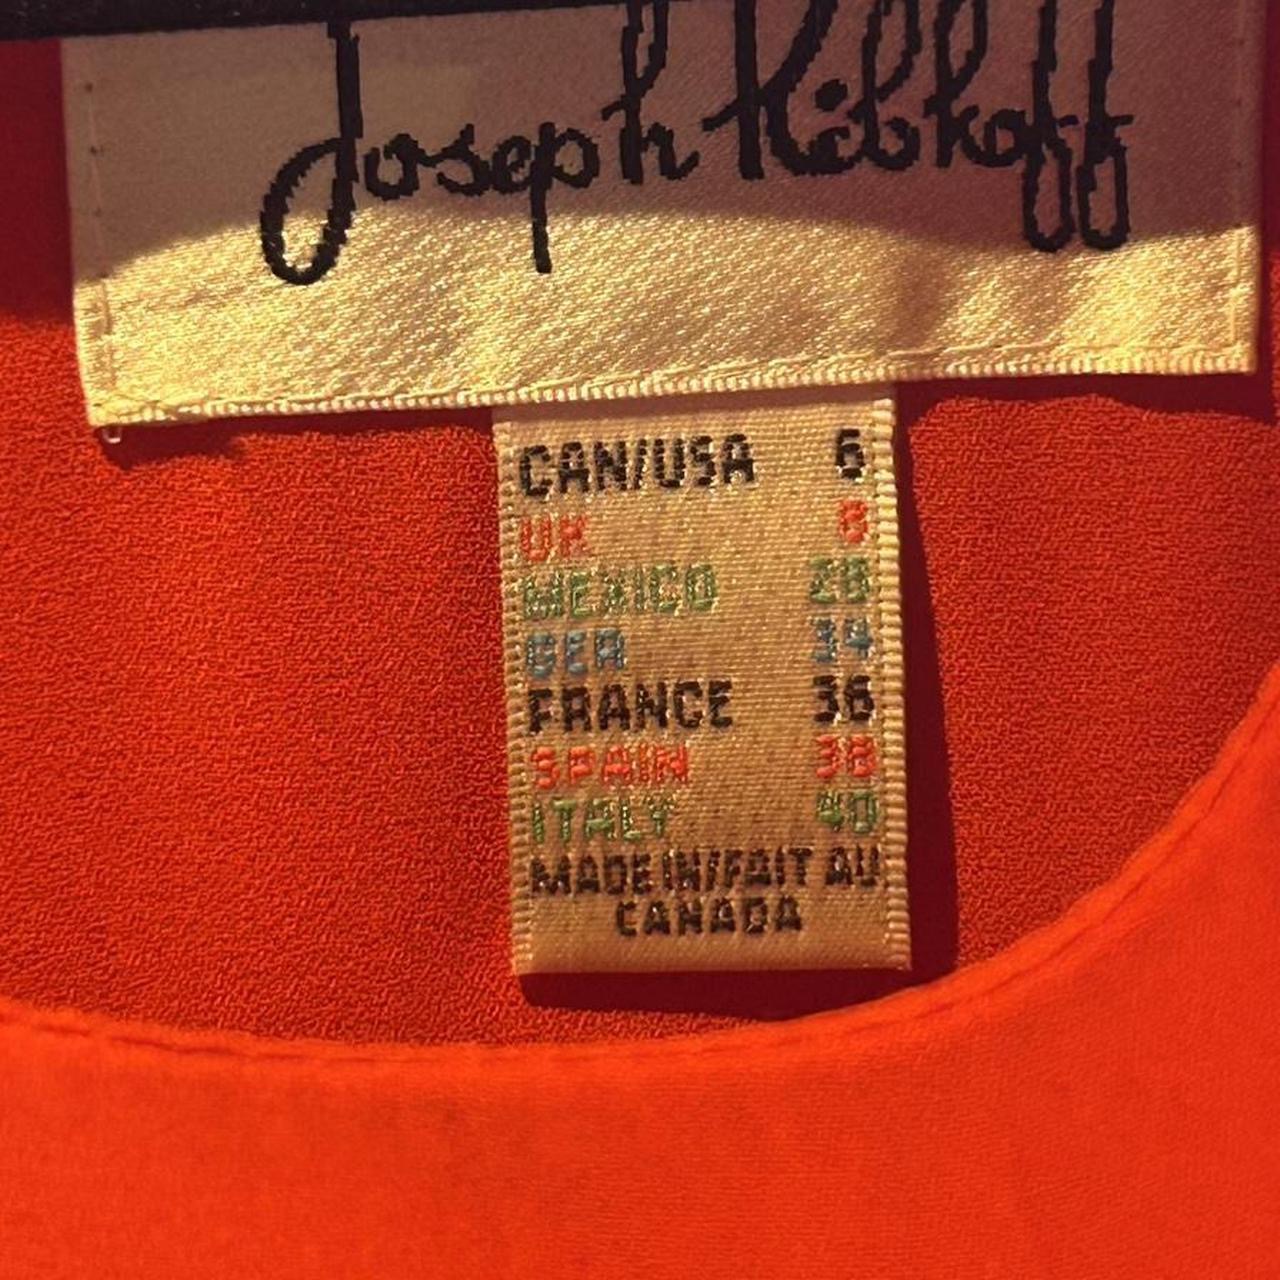 Joseph Ribkoff
CAN/USA 6
UK 8
MEXICO 28
GER 34
FRANCE 36
SPAIN 38
ITALY 40
MADE IN/FAIT AU
CANADA